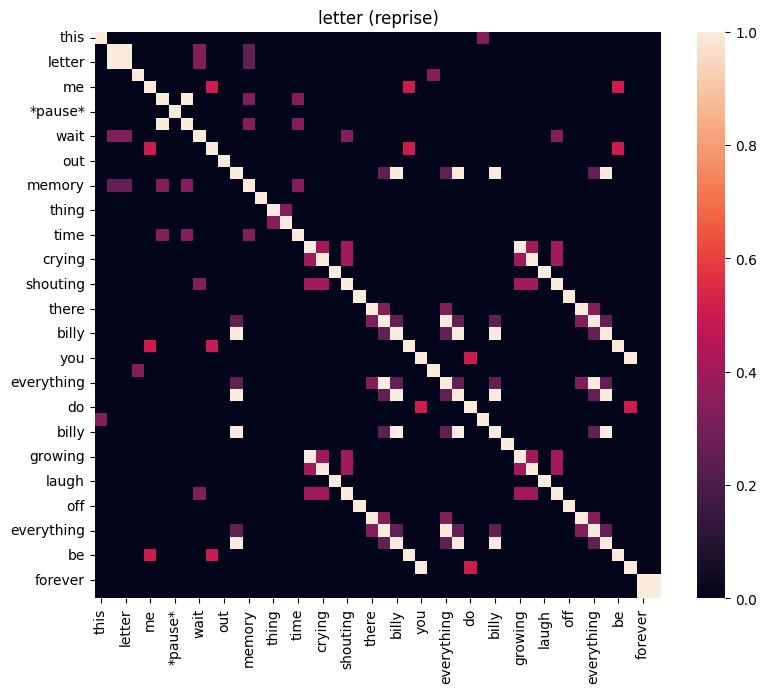 letter (reprise)
this
letter
me
*pause*
wait
out
memory
thing
time
crying
shouting
there
billy
you
everything
do
billy
growing
laugh
off
everything
be
forever
this
letter
me
*pause*
wait
out
memory
thing
time
crying
shouting
there
billy
you
everything
do
billy
growing
laugh
off
everything
be
forever
1.0
0.8
0.6
0.4
0.2
0.0